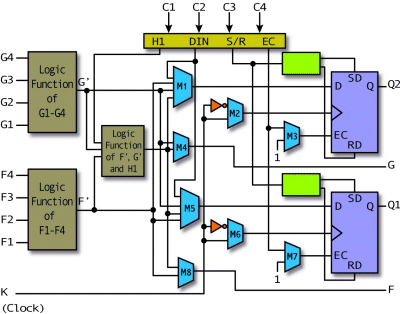 C1 C2 C3 C4
H1 DIN S/R EC
G4
G3
G2
G1
Logic
Function
of
G1-G4
G'
Logic
Function
of F', G'
and H1
M1
M2
M3
M4
1
SD
D Q
EC
RD
Q2
G
F4
F3
F2
F1
Logic
Function
of
F1-F4
F'
M5
M6
M7
M8
1
SD
D Q
EC
RD
Q1
F
K
(Clock)